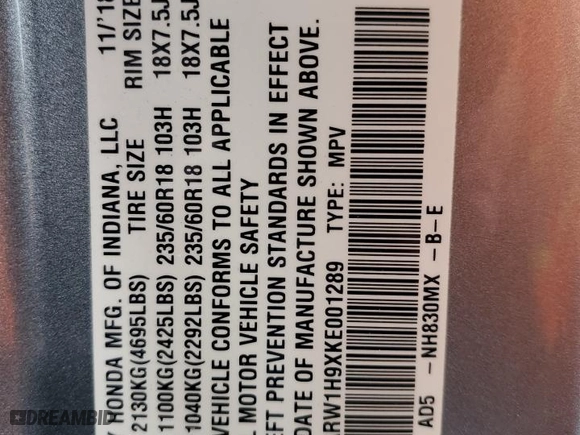 HONDA MFG. OF INDIANA, LLC 11/'18
2130KG(4695LBS) TIRE SIZE RIM SIZE
1100KG(2425LBS) 235/60R18 103H 18X7.5J
1040KG(2292LBS) 235/60R18 103H 18X7.5J
VEHICLE CONFORMS TO ALL APPLICABLE
MOTOR VEHICLE SAFETY
PREVENTION STANDARDS IN EFFECT
DATE OF MANUFACTURE SHOWN ABOVE.
RW1H9XKE001289 TYPE: MPV
AD5 -NH830MX -B-E
DREAMBID